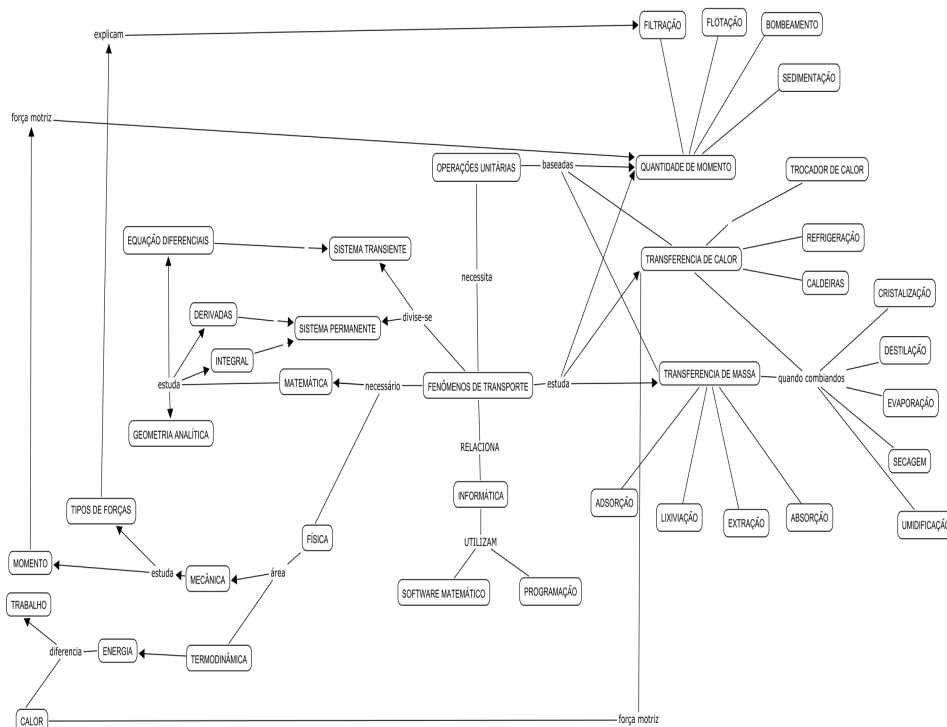 FILTRAÇÃO
FLOTAÇÃO
BOMBEAMENTO
explicam
SEDIMENTAÇÃO
força motriz
OPERAÇÕES UNITÁRIAS
baseadas
QUANTIDADE DE MOMENTO
TROCADOR DE CALOR
EQUAÇÃO DIFERENCIAIS
SISTEMA TRANSIENTE
TRANSFERENCIA DE CALOR
REFRIGERAÇÃO
necessita
CALDEIRAS
CRISTALIZAÇÃO
DERIVADAS
SISTEMA PERMANENTE
divise-se
INTEGRAL
DESTILAÇÃO
estuda
MATEMÁTICA
necessário
FENÔMENOS DE TRANSPORTE
estuda
TRANSFERENCIA DE MASSA
quando combiandos
EVAPORAÇÃO
GEOMETRIA ANALÍTICA
RELACIONA
SECAGEM
INFORMÁTICA
ADSORÇÃO
TIPOS DE FORÇAS
LIXIVIAÇÃO
EXTRAÇÃO
ABSORÇÃO
UMIDIFICAÇÃO
FÍSICA
UTILIZAM
MOMENTO
estuda
MECÂNICA
área
SOFTWARE MATEMÁTICO
PROGRAMAÇÃO
TRABALHO
diferencia
ENERGIA
TERMODINÂMICA
CALOR
força motriz